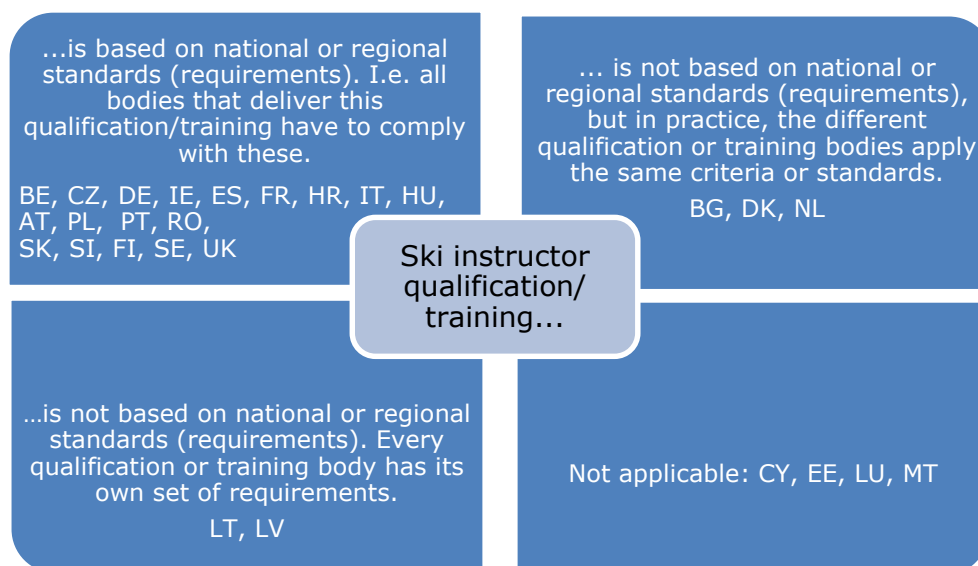 ...is based on national or regional
standards (requirements). I.e. all
bodies that deliver this
qualification/training have to comply
with these.
BE, CZ, DE, IE, ES, FR, HR, IT, HU,
AT, PL, PT, RO,
SK, SI, FI, SE, UK
... is not based on national or
regional standards (requirements),
but in practice, the different
qualification or training bodies apply
the same criteria or standards.
BG, DK, NL
Ski instructor
qualification/
training...
...is not based on national or regional
standards (requirements). Every
qualification or training body has its
own set of requirements.
LT, LV
Not applicable: CY, EE, LU, MT